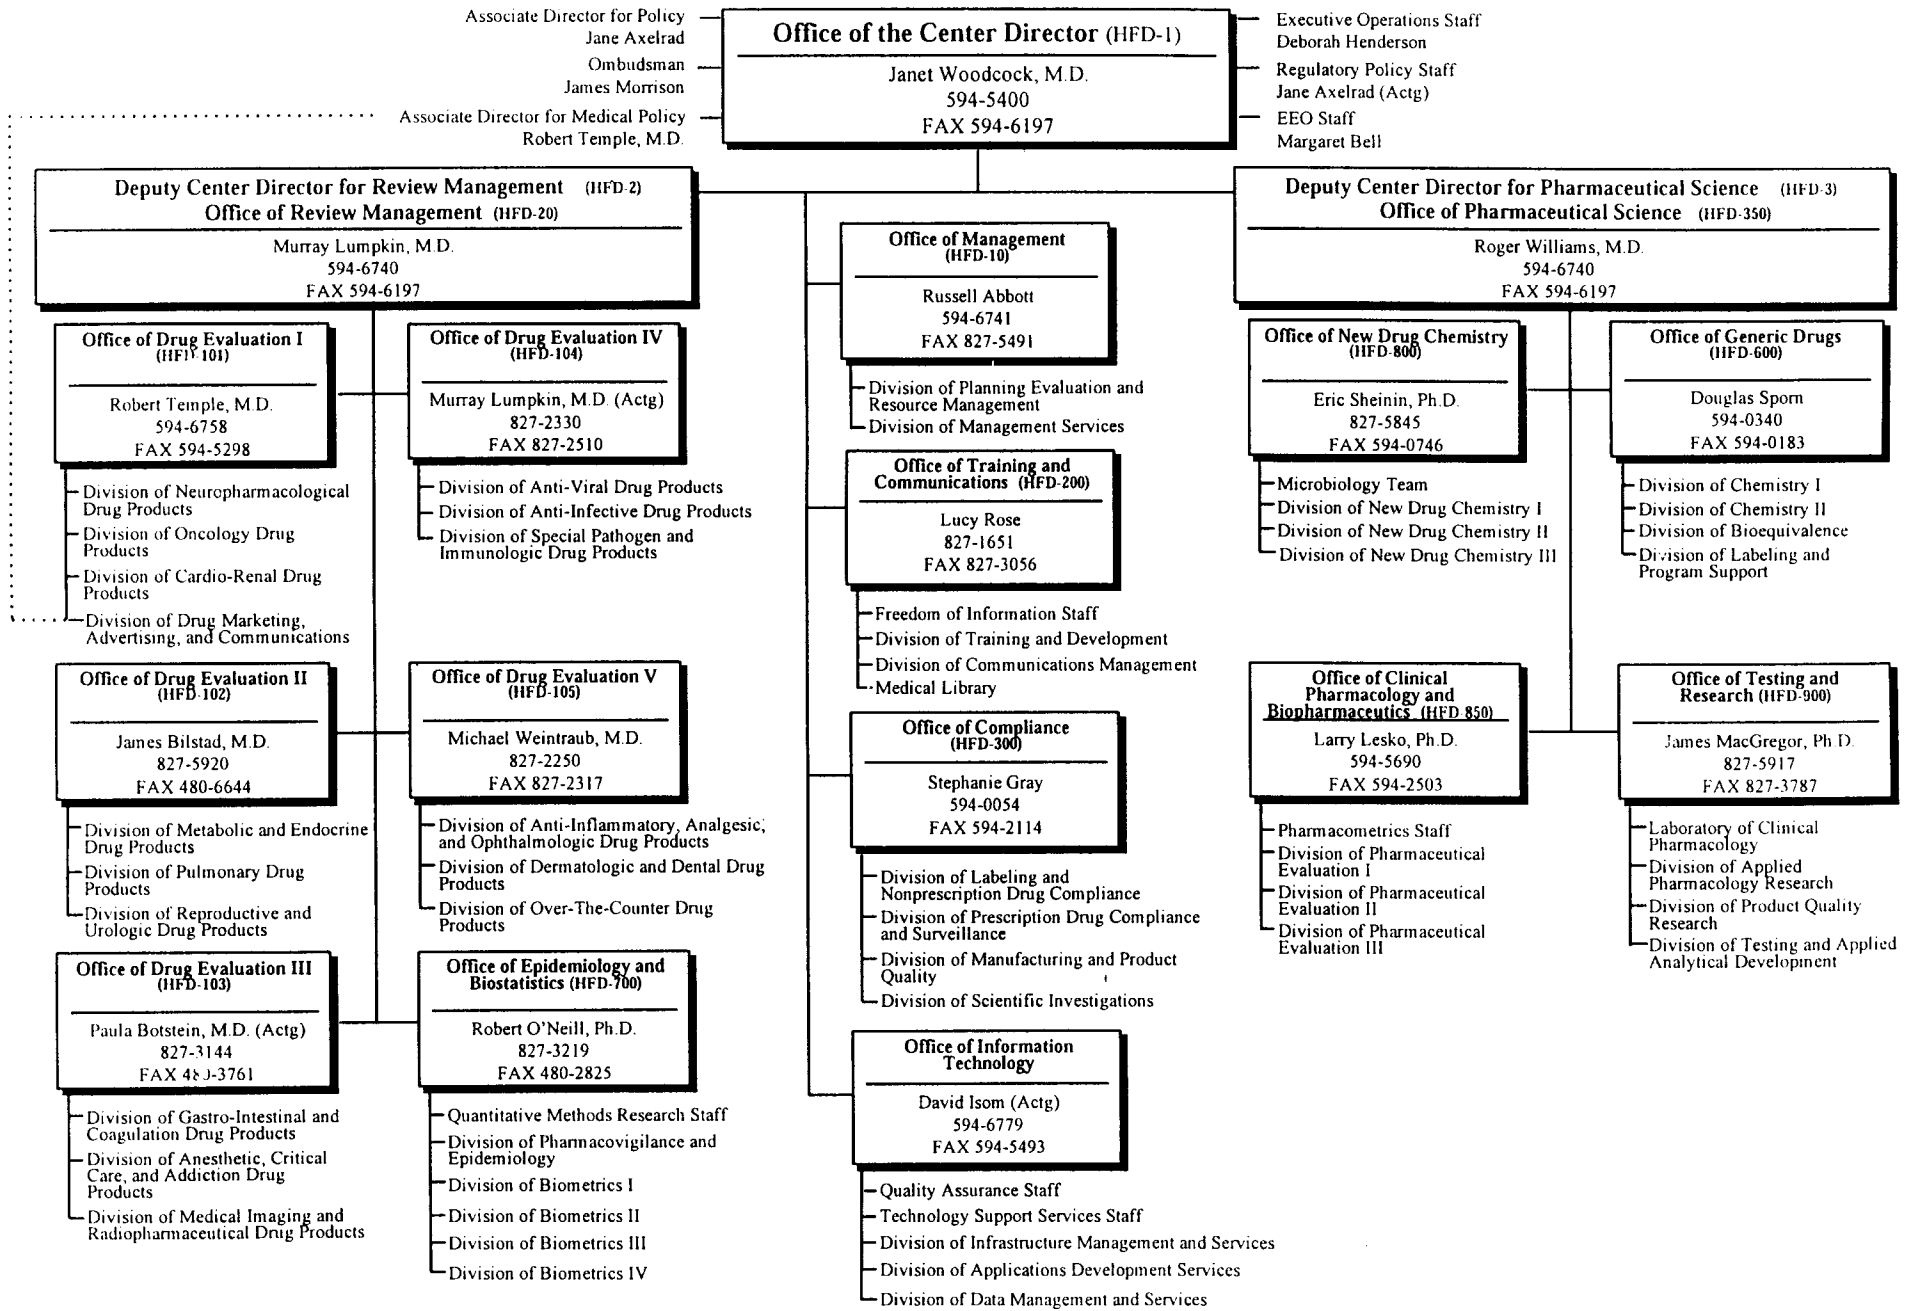 Associate Director for Policy
Jane Axelrad
Ombudsman
James Morrison
Associate Director for Medical Policy
Robert Temple, M.D.
Office of the Center Director (HFD-1)
Janet Woodcock, M.D.
594-5400
FAX 594-6197
Executive Operations Staff
Deborah Henderson
Regulatory Policy Staff
Jane Axelrad (Actg)
EEO Staff
Margaret Bell
Deputy Center Director for Review Management (HFD-2)
Office of Review Management (HFD-20)
Murray Lumpkin, M.D.
594-6740
FAX 594-6197
Office of Drug Evaluation I
(HFD-101)
Robert Temple, M.D.
594-6758
FAX 594-5298
Division of Neuropharmacological
Drug Products
Division of Oncology Drug
Products
Division of Cardio-Renal Drug
Products
Division of Drug Marketing,
Advertising, and Communications
Office of Drug Evaluation IV
(HFD-104)
Murray Lumpkin, M.D. (Actg)
827-2330
FAX 827-2510
Division of Anti-Viral Drug Products
Division of Anti-Infective Drug Products
Division of Special Pathogen and
Immunologic Drug Products
Office of Drug Evaluation II
(HFD-102)
James Bilstad, M.D.
827-5920
FAX 480-6644
Division of Metabolic and Endocrine
Drug Products
Division of Pulmonary Drug
Products
Division of Reproductive and
Urologic Drug Products
Office of Drug Evaluation V
(HFD-105)
Michael Weintraub, M.D.
827-2250
FAX 827-2317
Division of Anti-Inflammatory, Analgesic,
and Ophthalmologic Drug Products
Division of Dermatologic and Dental Drug
Products
Division of Over-The-Counter Drug
Products
Office of Drug Evaluation III
(HFD-103)
Paula Botstein, M.D. (Actg)
827-3144
FAX 480-3761
Division of Gastro-Intestinal and
Coagulation Drug Products
Division of Anesthetic, Critical
Care, and Addiction Drug
Products
Division of Medical Imaging and
Radiopharmaceutical Drug Products
Office of Epidemiology and
Biostatistics (HFD-700)
Robert O'Neill, Ph.D.
827-3219
FAX 480-2825
Quantitative Methods Research Staff
Division of Pharmacovigilance and
Epidemiology
Division of Biometrics I
Division of Biometrics II
Division of Biometrics III
Division of Biometrics IV
Office of Management
(HFD-10)
Russell Abbott
594-6741
FAX 827-5491
Division of Planning Evaluation and
Resource Management
Division of Management Services
Office of Training and
Communications (HFD-200)
Lucy Rose
827-1651
FAX 827-3056
Freedom of Information Staff
Division of Training and Development
Division of Communications Management
Medical Library
Office of Compliance
(HFD-300)
Stephanie Gray
594-0054
FAX 594-2114
Division of Labeling and
Nonprescription Drug Compliance
Division of Prescription Drug Compliance
and Surveillance
Division of Manufacturing and Product
Quality
Division of Scientific Investigations
Office of Information
Technology
David Isom (Actg)
594-6779
FAX 594-5493
Quality Assurance Staff
Technology Support Services Staff
Division of Infrastructure Management and Services
Division of Applications Development Services
Division of Data Management and Services
Deputy Center Director for Pharmaceutical Science (HFD-3)
Office of Pharmaceutical Science (HFD-350)
Roger Williams, M.D.
594-6740
FAX 594-6197
Office of New Drug Chemistry
(HFD-800)
Eric Sheinin, Ph.D.
827-5845
FAX 594-0746
Microbiology Team
Division of New Drug Chemistry I
Division of New Drug Chemistry II
Division of New Drug Chemistry III
Office of Generic Drugs
(HFD-600)
Douglas Sporn
594-0340
FAX 594-0183
Division of Chemistry I
Division of Chemistry II
Division of Bioequivalence
Division of Labeling and
Program Support
Office of Clinical
Pharmacology and
Biopharmaceutics (HFD-850)
Larry Lesko, Ph.D.
594-5690
FAX 594-2503
Pharmacometrics Staff
Division of Pharmaceutical
Evaluation I
Division of Pharmaceutical
Evaluation II
Division of Pharmaceutical
Evaluation III
Office of Testing and
Research (HFD-900)
James MacGregor, Ph.D.
827-5917
FAX 827-3787
Laboratory of Clinical
Pharmacology
Division of Applied
Pharmacology Research
Division of Product Quality
Research
Division of Testing and Applied
Analytical Development